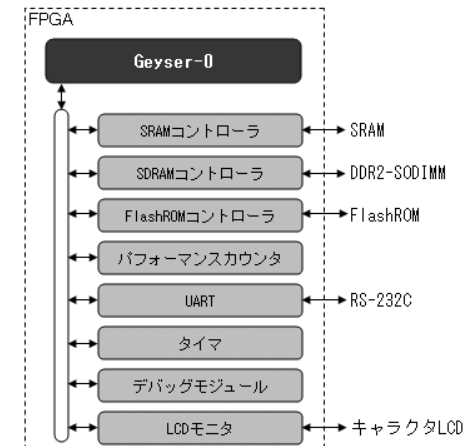 FPGA
Geyser-0
SRAMコントローラ
SRAM
SDRAMコントローラ
DDR2-SODIMM
FlashROMコントローラ
FlashROM
パフォーマンスカウンタ
UART
RS-232C
タイマ
デバッグモジュール
LCDモニタ
キャラクタLCD